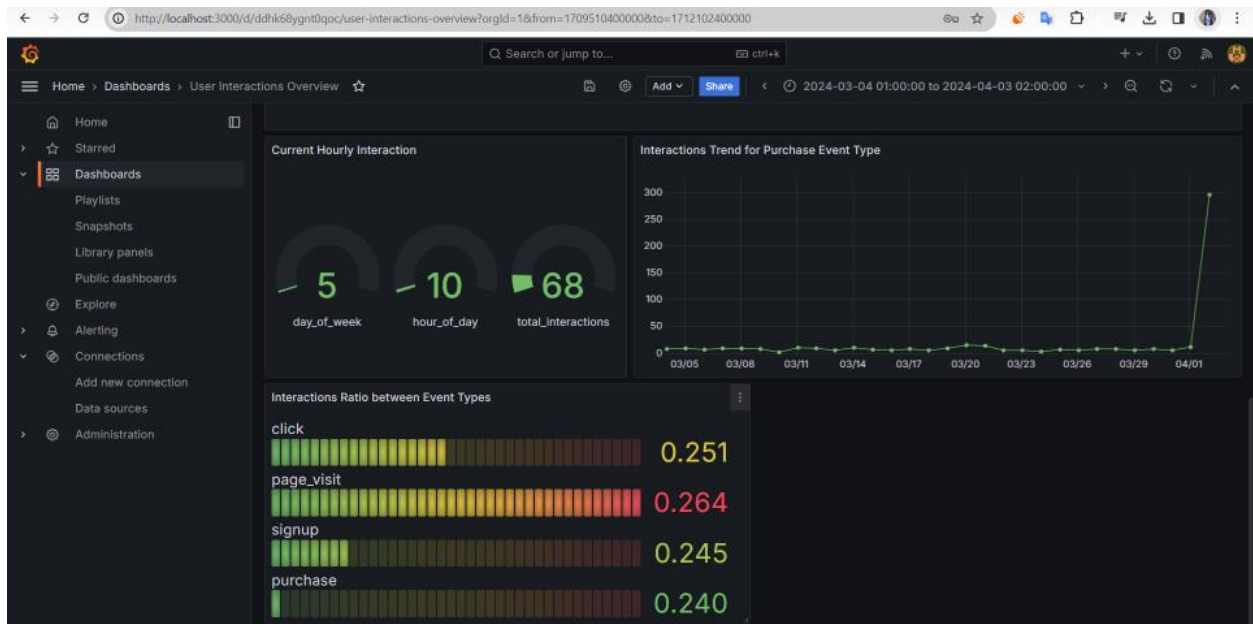 http://localhost:3000/d/ddhk68ygnt0qoc/user-interactions-overview?orgId=1&from=1709510400000&to=1712102400000
Search or jump to...
ctrl+k
Home > Dashboards > User Interactions Overview
Add
Share
2024-03-04 01:00:00 to 2024-04-03 02:00:00
Home
Starred
Dashboards
Playlists
Snapshots
Library panels
Public dashboards
Explore
Alerting
Connections
Add new connection
Data sources
Administration
Current Hourly Interaction
5
10
68
day_of_week
hour_of_day
total_interactions
Interactions Trend for Purchase Event Type
300
250
200
150
100
50
0
03/05 03/08 03/11 03/14 03/17 03/20 03/23 03/26 03/29 04/01
Interactions Ratio between Event Types
click
0.251
page_visit
0.264
signup
0.245
purchase
0.240